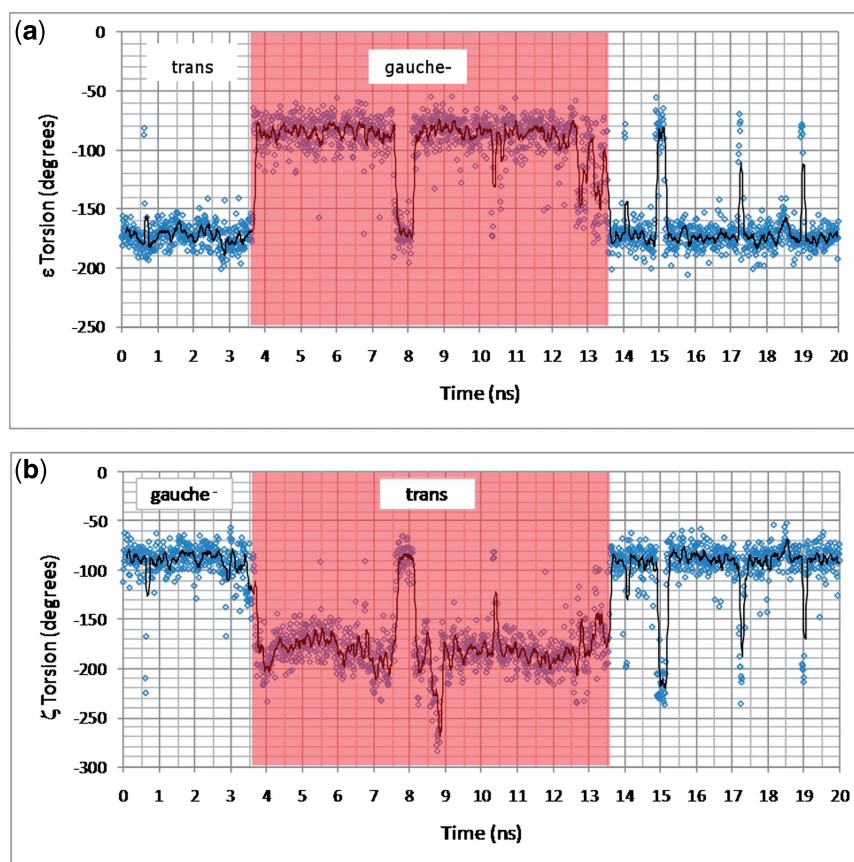 (a)
0
-50
-100
-150
-200
-250
ε Torsion (degrees)
trans
gauche-
0 1 2 3 4 5 6 7 8 9 10 11 12 13 14 15 16 17 18 19 20
Time (ns)
(b)
0
-50
-100
-150
-200
-250
-300
ζ Torsion (degrees)
gauche-
trans
0 1 2 3 4 5 6 7 8 9 10 11 12 13 14 15 16 17 18 19 20
Time (ns)